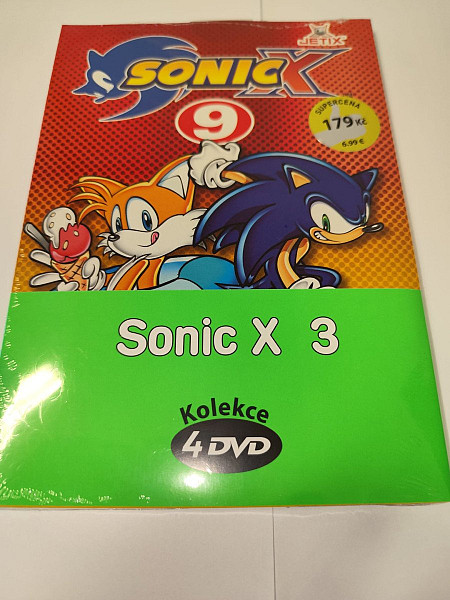 SONIC X
JETIX
9
SUPERCENA
179 Kč
6.99 €
Sonic X 3
Kolekce
4 DVD